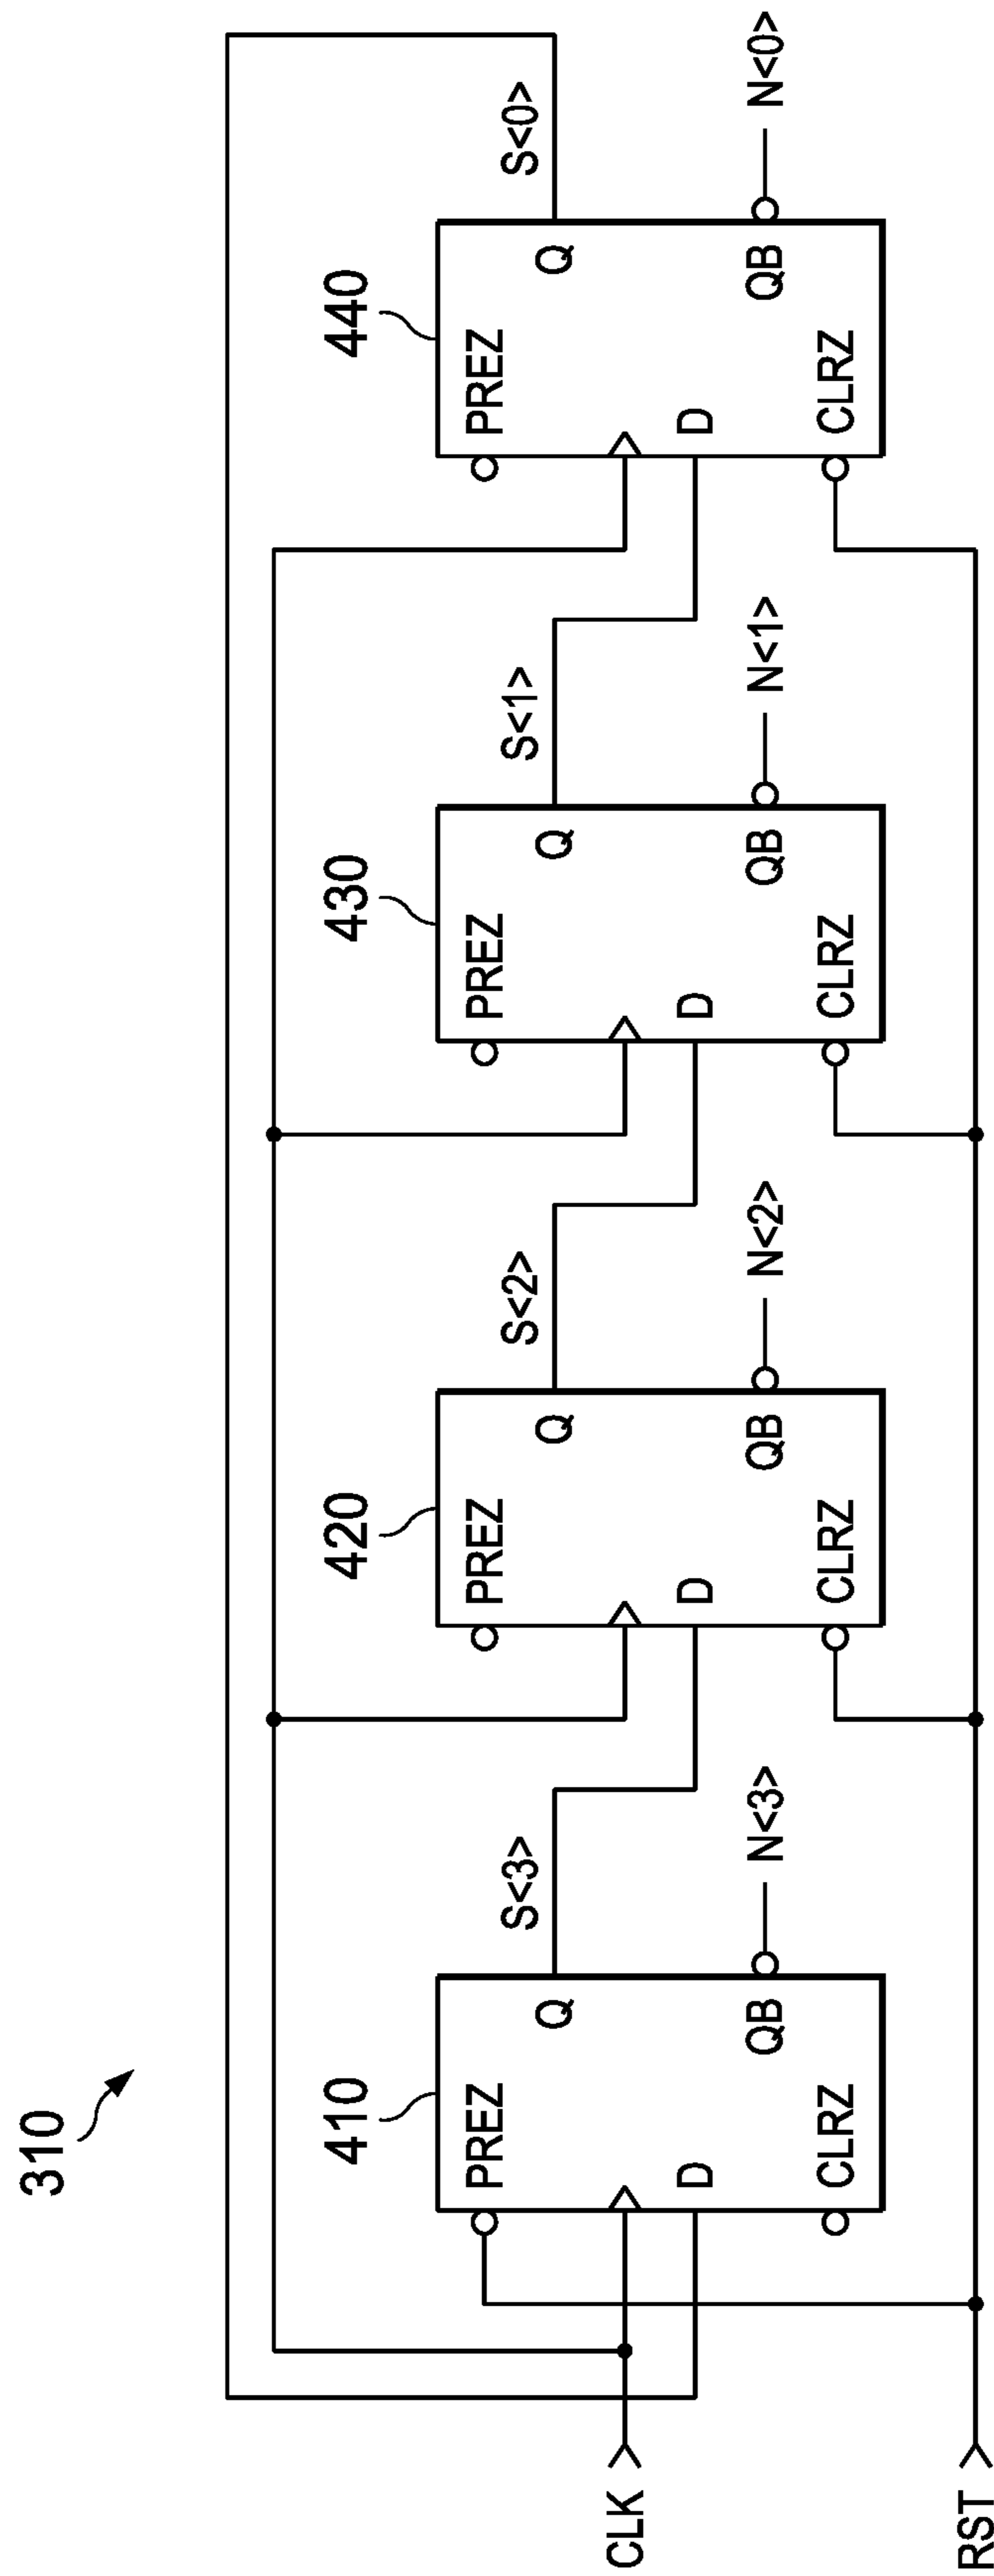 310
410
PREZ
Q
D
QB
CLRZ
S<3>
N<3>
420
PREZ
Q
D
QB
CLRZ
S<2>
N<2>
430
PREZ
Q
D
QB
CLRZ
S<1>
N<1>
440
PREZ
Q
D
QB
CLRZ
S<0>
N<0>
CLK
RST